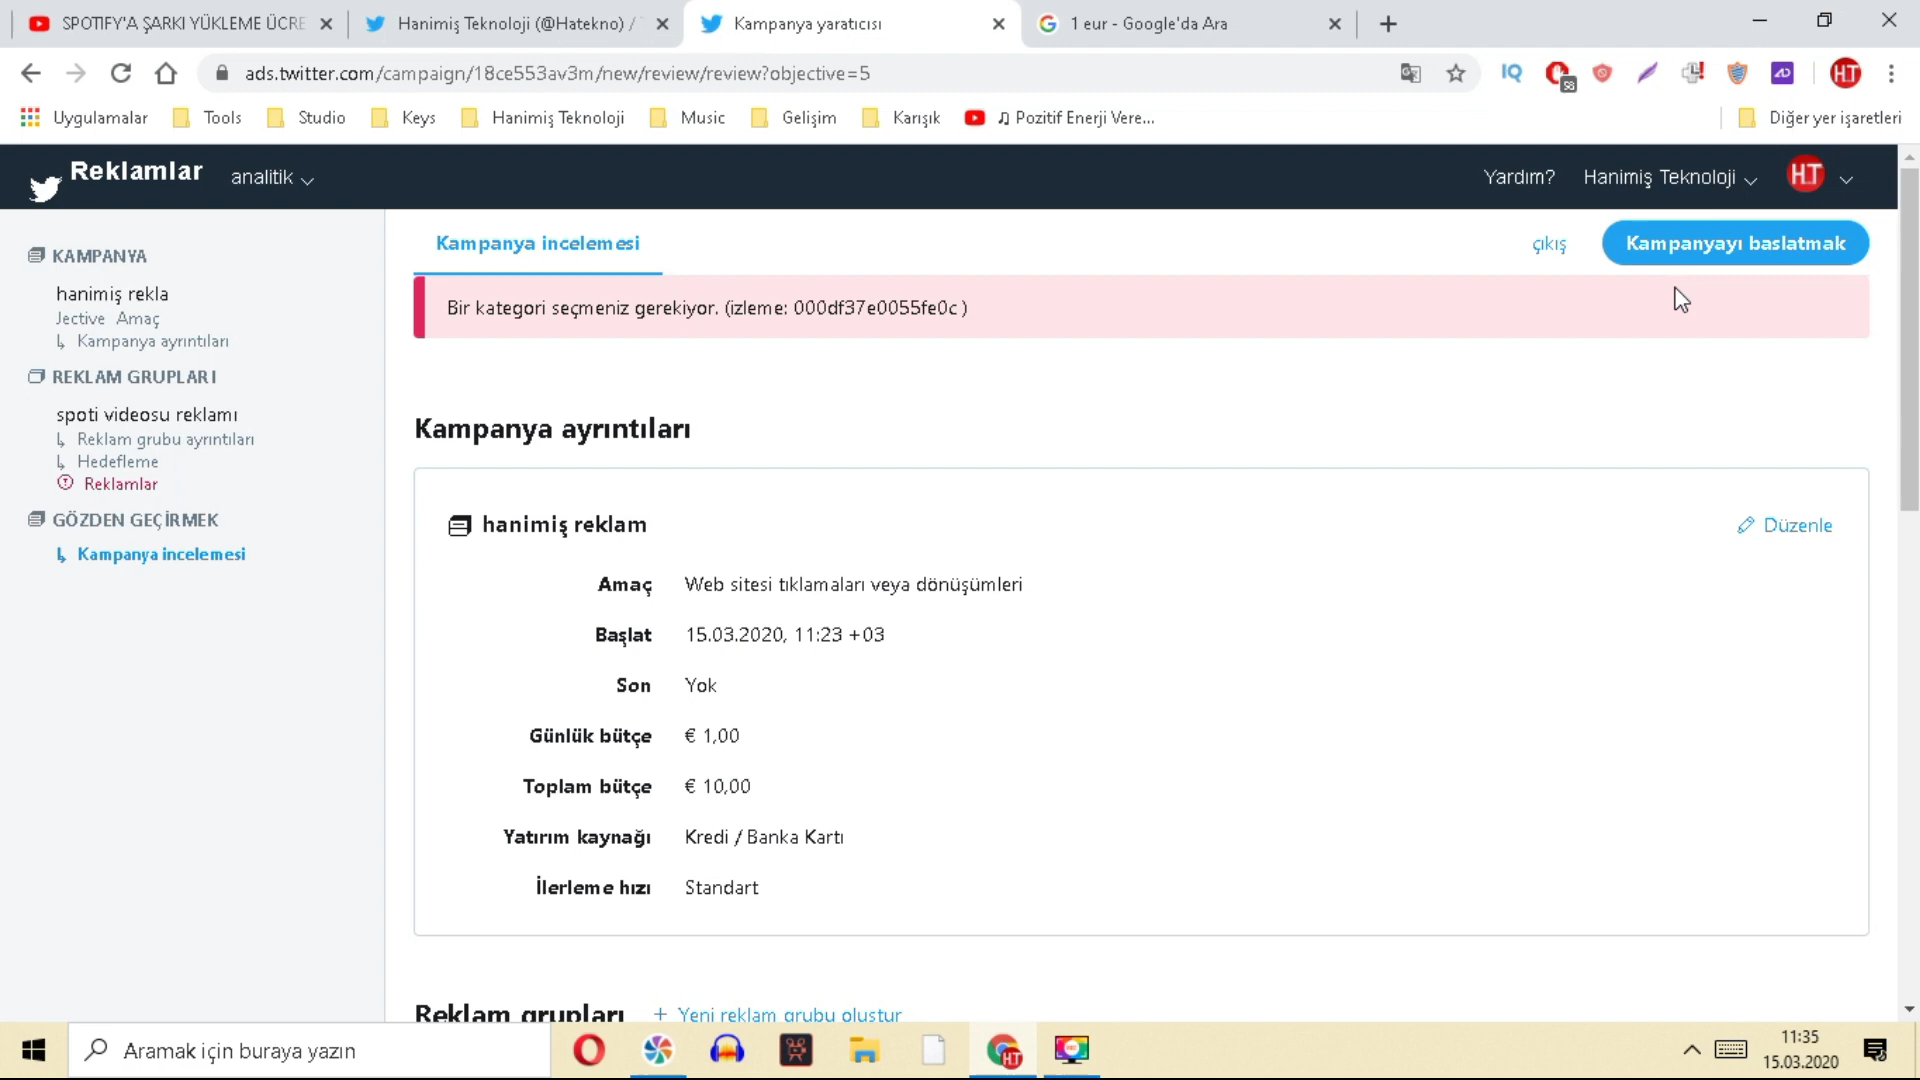 SPOTIFY'A ŞARKI YÜKLEME ÜCRE
Hanimiş Teknoloji (@Hatekno) /
Kampanya yaratıcısı
1 eur - Google'da Ara
ads.twitter.com/campaign/18ce553av3m/new/review/review?objective=5
IQ
58
HT
Uygulamalar
Tools
Studio
Keys
Hanimiş Teknoloji
Music
Gelişim
Karışık
♫ Pozitif Enerji Vere...
Diğer yer işaretleri
Reklamlar
analitik
Yardım?
Hanimiş Teknoloji
HT
KAMPANYA
hanimiş rekla
Jective Amaç
Kampanya ayrıntıları
REKLAM GRUPLARI
spoti videosu reklamı
Reklam grubu ayrıntıları
Hedefleme
Reklamlar
GÖZDEN GEÇİRMEK
Kampanya incelemesi
Kampanya incelemesi
çıkış
Kampanyayı baslatmak
Bir kategori seçmeniz gerekiyor. (izleme: 000df37e0055fe0c )
Kampanya ayrıntıları
hanimiş reklam
Düzenle
Amaç Web sitesi tıklamaları veya dönüşümleri
Başlat 15.03.2020, 11:23 +03
Son Yok
Günlük bütçe € 1,00
Toplam bütçe € 10,00
Yatırım kaynağı Kredi / Banka Kartı
İlerleme hızı Standart
Reklam grupları
+ Yeni reklam grubu oluştur
Aramak için buraya yazın
HT
11:35
15.03.2020